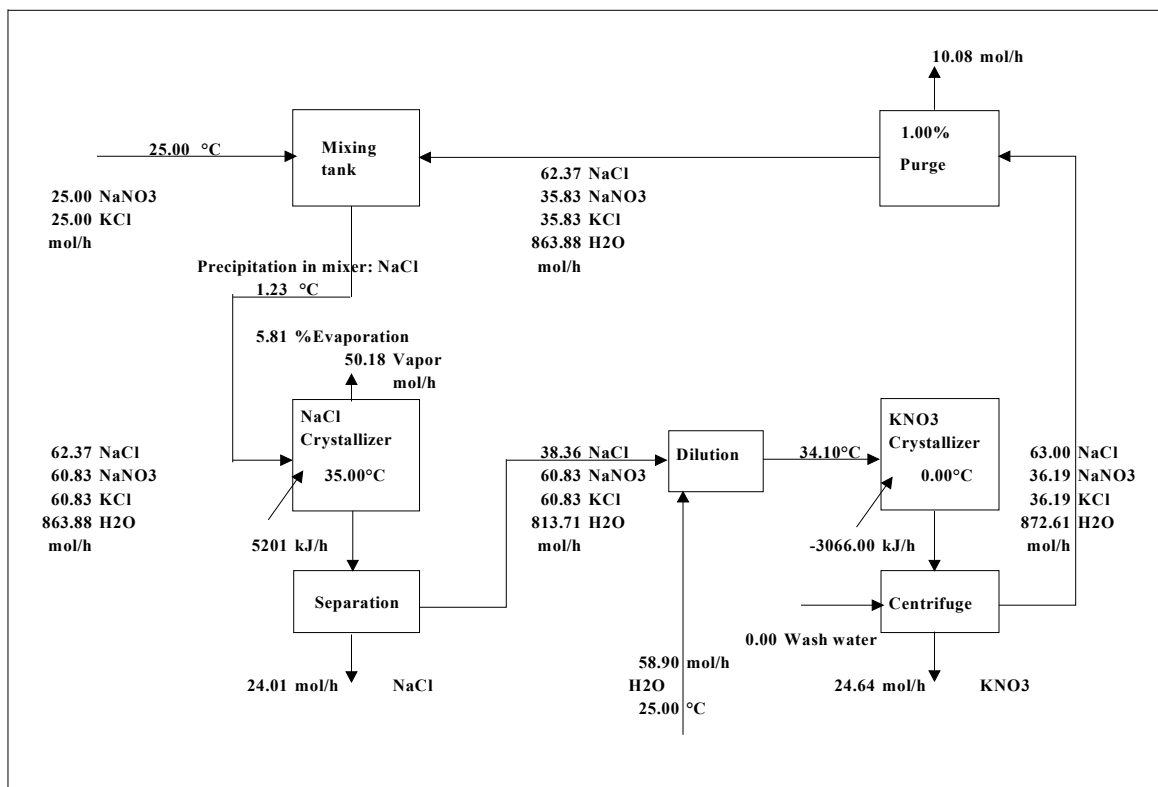 10.08 mol/h
25.00 °C
Mixing
tank
1.00%
Purge
25.00 NaNO3
25.00 KCl
mol/h
62.37 NaCl
35.83 NaNO3
35.83 KCl
863.88 H2O
mol/h
Precipitation in mixer: NaCl
1.23 °C
5.81 %Evaporation
50.18 Vapor
mol/h
62.37 NaCl
60.83 NaNO3
60.83 KCl
863.88 H2O
mol/h
NaCl
Crystallizer
35.00°C
5201 kJ/h
38.36 NaCl
60.83 NaNO3
60.83 KCl
813.71 H2O
mol/h
Dilution
34.10°C
KNO3
Crystallizer
0.00°C
-3066.00 kJ/h
63.00 NaCl
36.19 NaNO3
36.19 KCl
872.61 H2O
mol/h
Separation
Centrifuge
0.00 Wash water
58.90 mol/h
H2O
25.00 °C
24.01 mol/h NaCl
24.64 mol/h KNO3